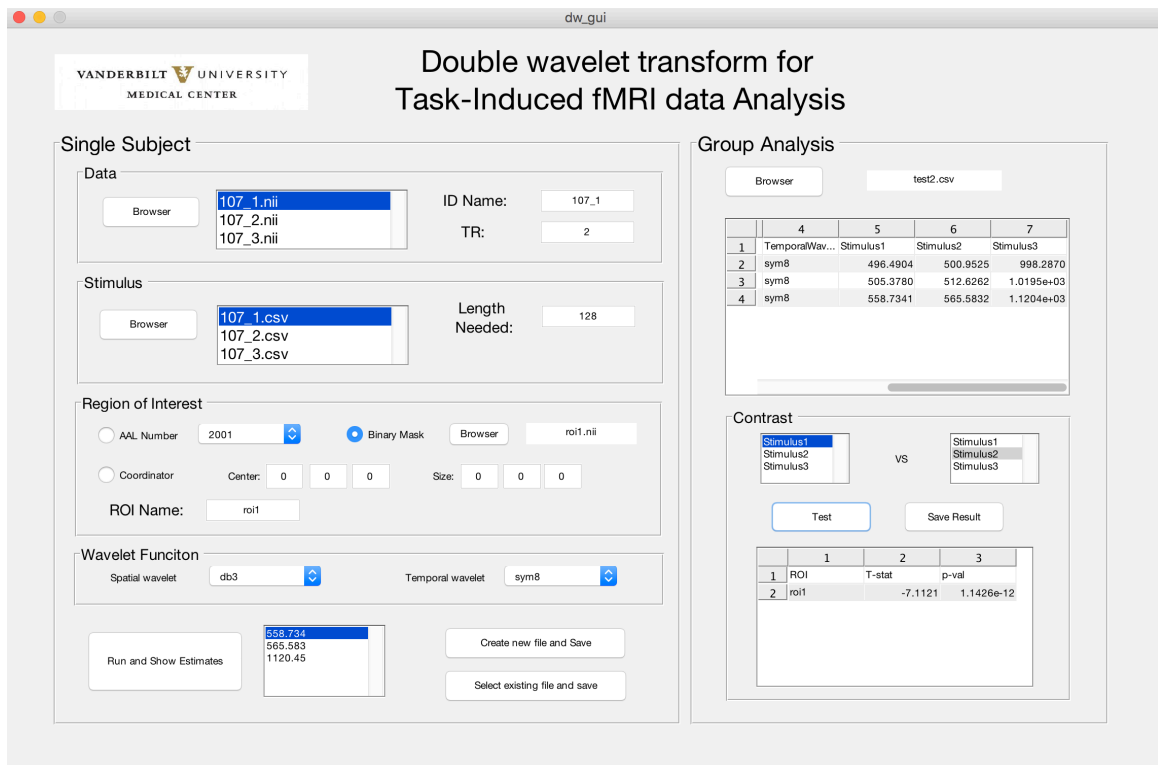 dw_gui
VANDERBILT V UNIVERSITY
MEDICAL CENTER
Double wavelet transform for
Task-Induced fMRI data Analysis
Single Subject
Data
Browser
107_1.nii
107_2.nii
107_3.nii
ID Name:
107_1
TR:
2
Stimulus
Browser
107_1.csv
107_2.csv
107_3.csv
Length
Needed:
128
Region of Interest
AAL Number
2001
Binary Mask
Browser
roi1.nii
Coordinator
Center:
0
0
0
Size:
0
0
0
ROI Name:
roi1
Wavelet Funciton
Spatial wavelet
db3
Temporal wavelet
sym8
Run and Show Estimates
558.734
565.583
1120.45
Create new file and Save
Select existing file and save
Group Analysis
Browser
test2.csv
4 5 6 7
1 TemporalWav... Stimulus1 Stimulus2 Stimulus3
2 sym8 496.4904 500.9525 998.2870
3 sym8 505.3780 512.6262 1.0195e+03
4 sym8 558.7341 565.5832 1.1204e+03
Contrast
Stimulus1
Stimulus2
Stimulus3
VS
Stimulus1
Stimulus2
Stimulus3
Test
Save Result
1 2 3
1 ROI T-stat p-val
2 roi1 -7.1121 1.1426e-12